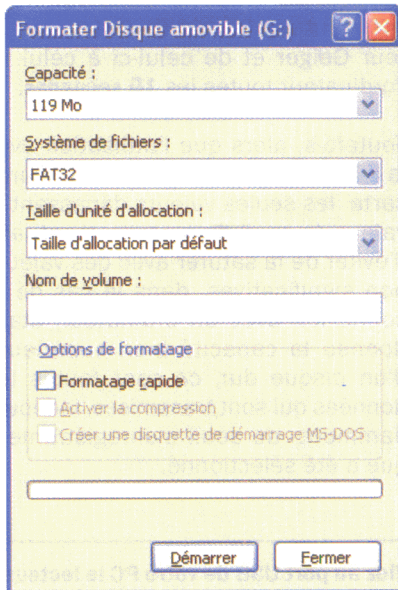 Formater Disque amovible (G:)
Capacité :
119 Mo
Système de fichiers :
FAT32
Taille d'unité d'allocation :
Taille d'allocation par défaut
Nom de volume :
Options de formatage
Formatage rapide
Activer la compression
Créer une disquette de démarrage MS-DOS
Démarrer
Fermer